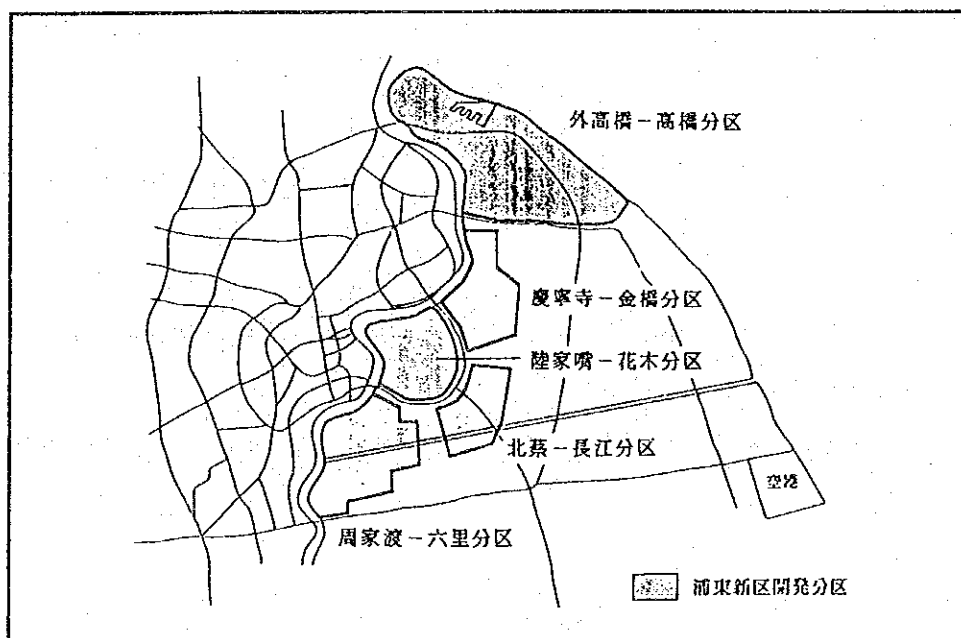 外高橋－高橋分区
慶寧寺－金橋分区
陸家嘴－花木分区
北蔡－長江分区
空港
周家渡－六里分区
浦東新区開発分区